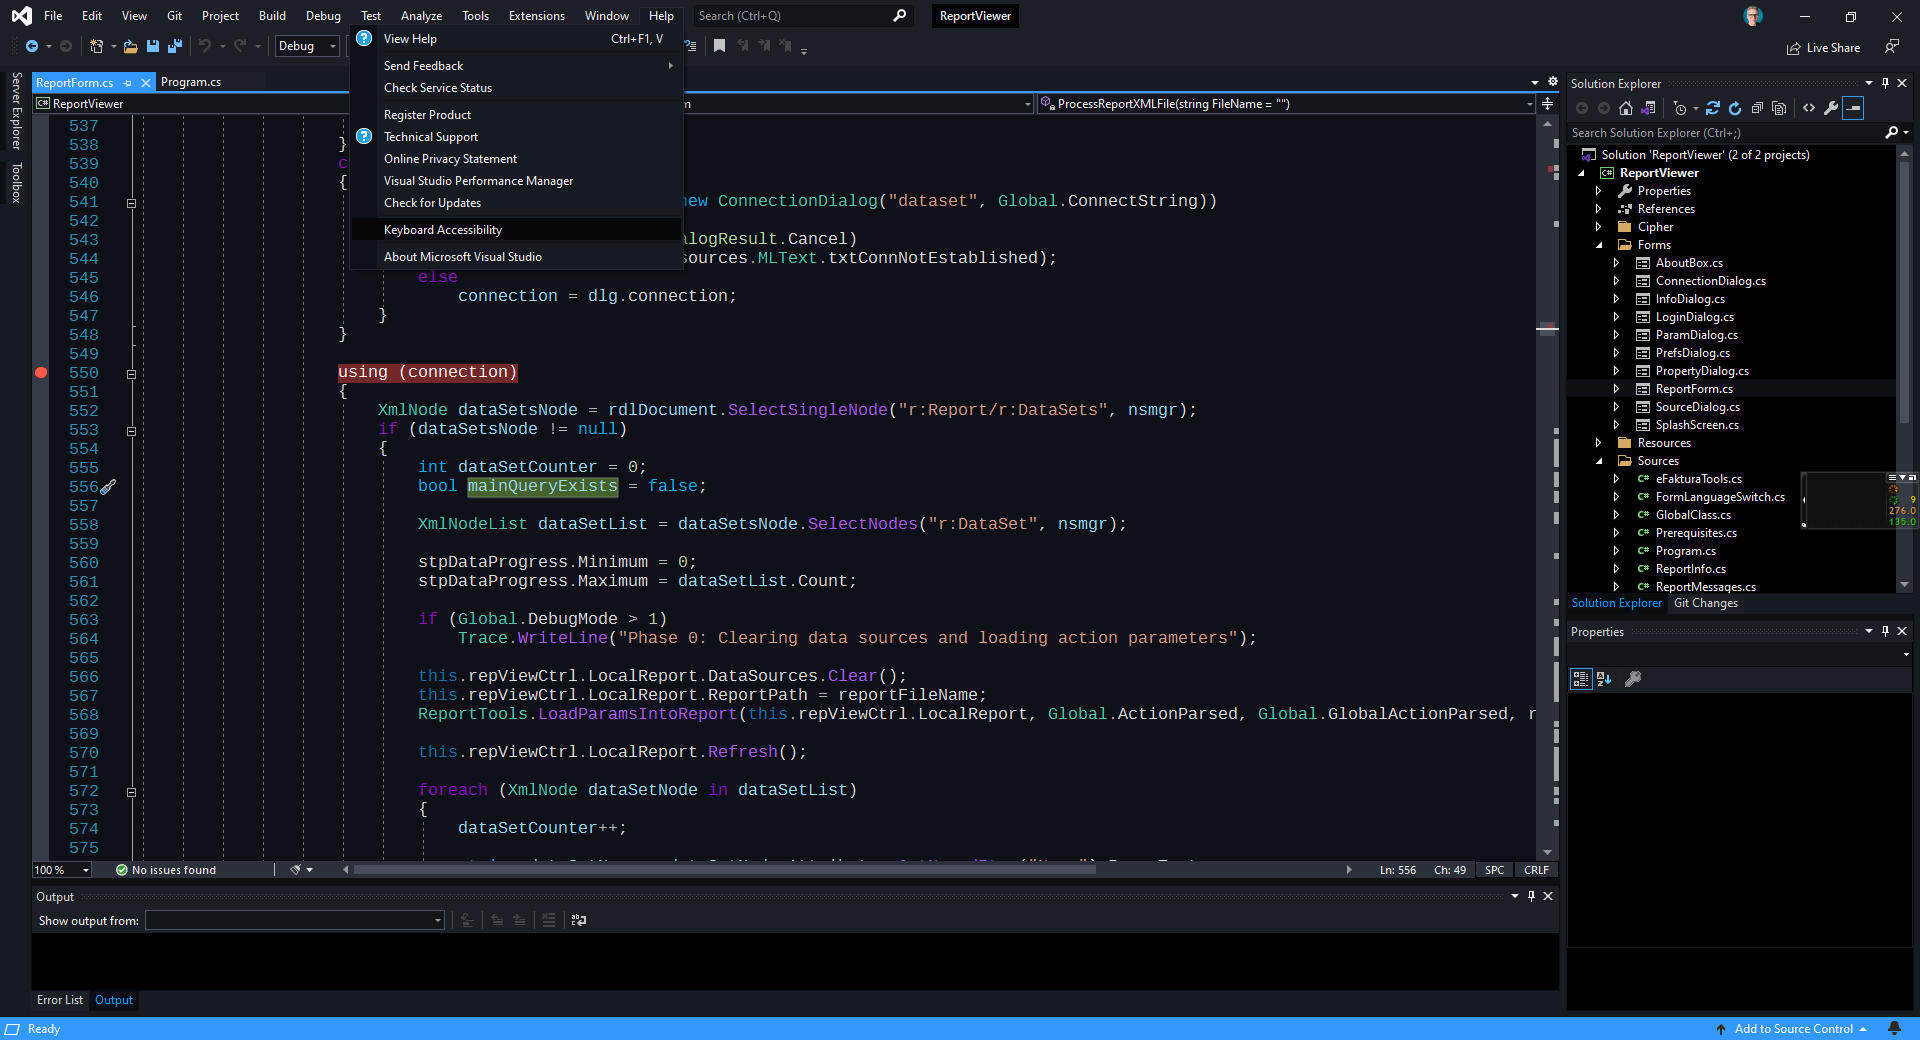 File Edit View Git Project Build Debug Test Analyze Tools Extensions Window Help Search (Ctrl+Q) ReportViewer
Debug
Live Share
View Help Ctrl+F1, V
Send Feedback
Check Service Status
Register Product
Technical Support
Online Privacy Statement
Visual Studio Performance Manager
Check for Updates
Keyboard Accessibility
About Microsoft Visual Studio
Server Explorer
Toolbox
ReportForm.cs Program.cs
ReportViewer
ProcessReportXMLFile(string FileName = "")
537
538 }
539 c
540 {
541 new ConnectionDialog("dataset", Global.ConnectString))
542
543 alogResult.Cancel)
544 sources.MLText.txtConnNotEstablished);
545 else
546 connection = dlg.connection;
547 }
548 }
549
550 using (connection)
551 {
552 XmlNode dataSetsNode = rdlDocument.SelectSingleNode("r:Report/r:DataSets", nsmgr);
553 if (dataSetsNode != null)
554 {
555 int dataSetCounter = 0;
556 bool mainQueryExists = false;
557
558 XmlNodeList dataSetList = dataSetsNode.SelectNodes("r:DataSet", nsmgr);
559
560 stpDataProgress.Minimum = 0;
561 stpDataProgress.Maximum = dataSetList.Count;
562
563 if (Global.DebugMode > 1)
564 Trace.WriteLine("Phase 0: Clearing data sources and loading action parameters");
565
566 this.repViewCtrl.LocalReport.DataSources.Clear();
567 this.repViewCtrl.LocalReport.ReportPath = reportFileName;
568 ReportTools.LoadParamsIntoReport(this.repViewCtrl.LocalReport, Global.ActionParsed, Global.GlobalActionParsed, r
569
570 this.repViewCtrl.LocalReport.Refresh();
571
572 foreach (XmlNode dataSetNode in dataSetList)
573 {
574 dataSetCounter++;
575
100 % No issues found Ln: 556 Ch: 49 SPC CRLF
Output
Show output from:
Error List Output
Ready Add to Source Control
Solution Explorer
Search Solution Explorer (Ctrl+;)
Solution 'ReportViewer' (2 of 2 projects)
ReportViewer
Properties
References
Cipher
Forms
AboutBox.cs
ConnectionDialog.cs
InfoDialog.cs
LoginDialog.cs
ParamDialog.cs
PrefsDialog.cs
PropertyDialog.cs
ReportForm.cs
SourceDialog.cs
SplashScreen.cs
Resources
Sources
C# eFakturaTools.cs
C# FormLanguageSwitch.cs
C# GlobalClass.cs
C# Prerequisites.cs
C# Program.cs
C# ReportInfo.cs
C# ReportMessages.cs
9
276.0
135.0
Solution Explorer Git Changes
Properties